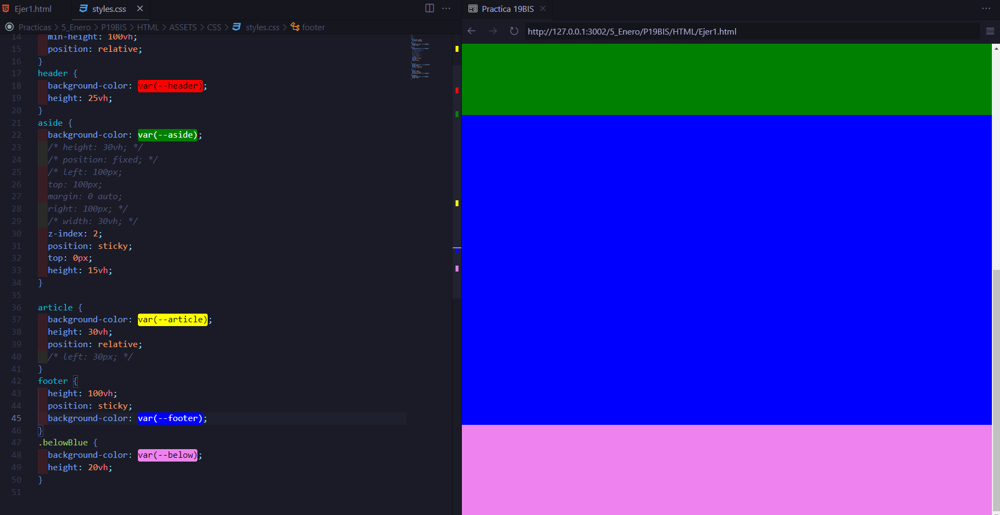 Ejer1.html
styles.css
Practicas > 5_Enero > P19BIS > HTML > ASSETS > CSS > styles.css > footer
14 min-height: 100vh;
15 position: relative;
16 }
17 header {
18 background-color: var(--header);
19 height: 25vh;
20 }
21 aside {
22 background-color: var(--aside);
23 /* height: 30vh; */
24 /* position: fixed; */
25 /* left: 100px;
26 top: 100px;
27 margin: 0 auto;
28 right: 100px; */
29 /* width: 30vh; */
30 z-index: 2;
31 position: sticky;
32 top: 0px;
33 height: 15vh;
34 }
35
36 article {
37 background-color: var(--article);
38 height: 30vh;
39 position: relative;
40 /* left: 30px; */
41 }
42 footer {
43 height: 100vh;
44 position: sticky;
45 background-color: var(--footer);
46 }
47 .belowBlue {
48 background-color: var(--below);
49 height: 20vh;
50 }
51
Practica 19BIS
http://127.0.0.1:3002/5_Enero/P19BIS/HTML/Ejer1.html